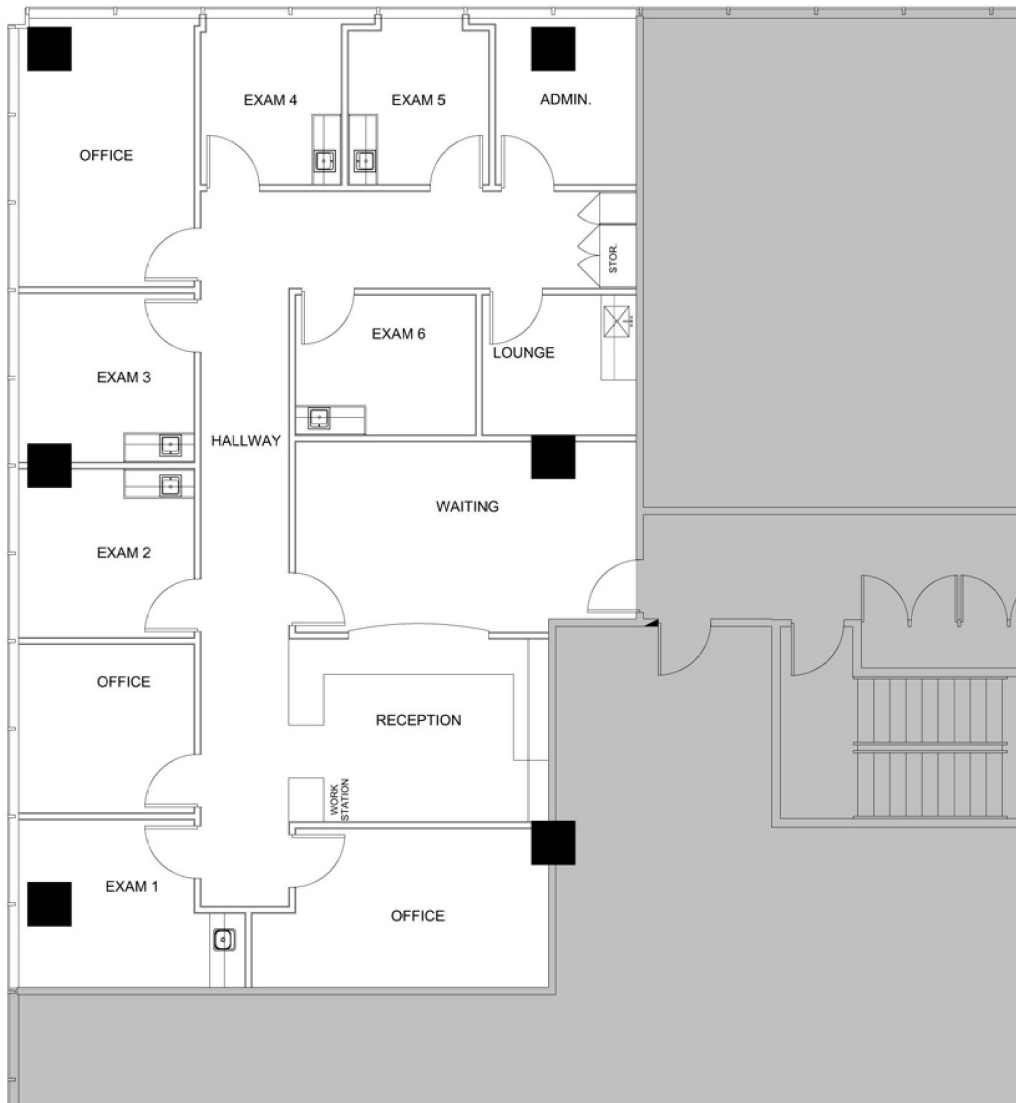 EXAM 4
EXAM 5
ADMIN.
OFFICE
STOR.
EXAM 6
LOUNGE
EXAM 3
HALLWAY
WAITING
EXAM 2
OFFICE
RECEPTION
WORK
STATION
EXAM 1
OFFICE